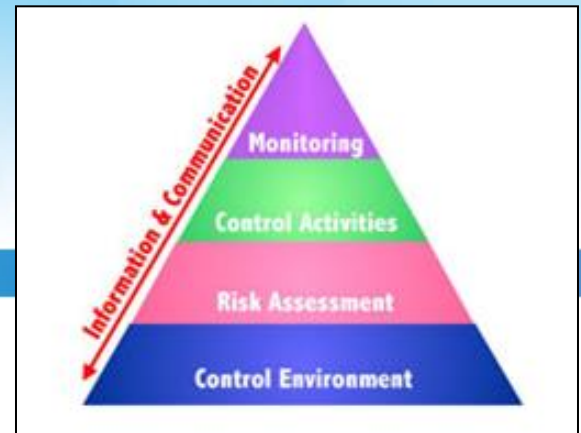 Information & Communication
Monitoring
Control Activities
Risk Assessment
Control Environment